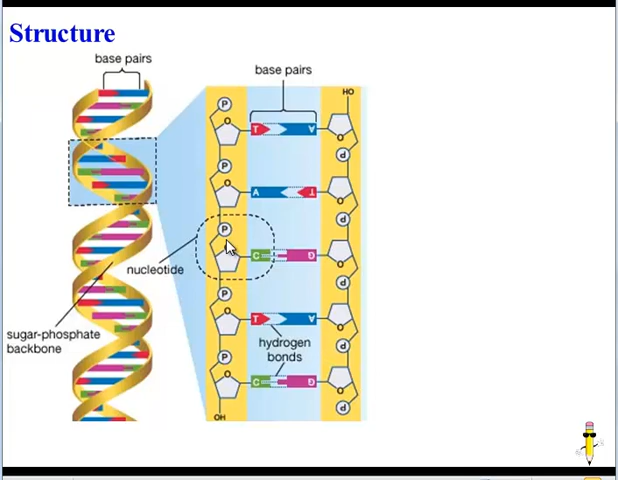 Structure
base pairs
base pairs
HO
P
O
T A
O
P
P
O
A T
O
P
P
nucleotide
O
C G
O
P
P
O
T A
O
P
sugar-phosphate
backbone
hydrogen
bonds
P
O
C G
O
P
OH